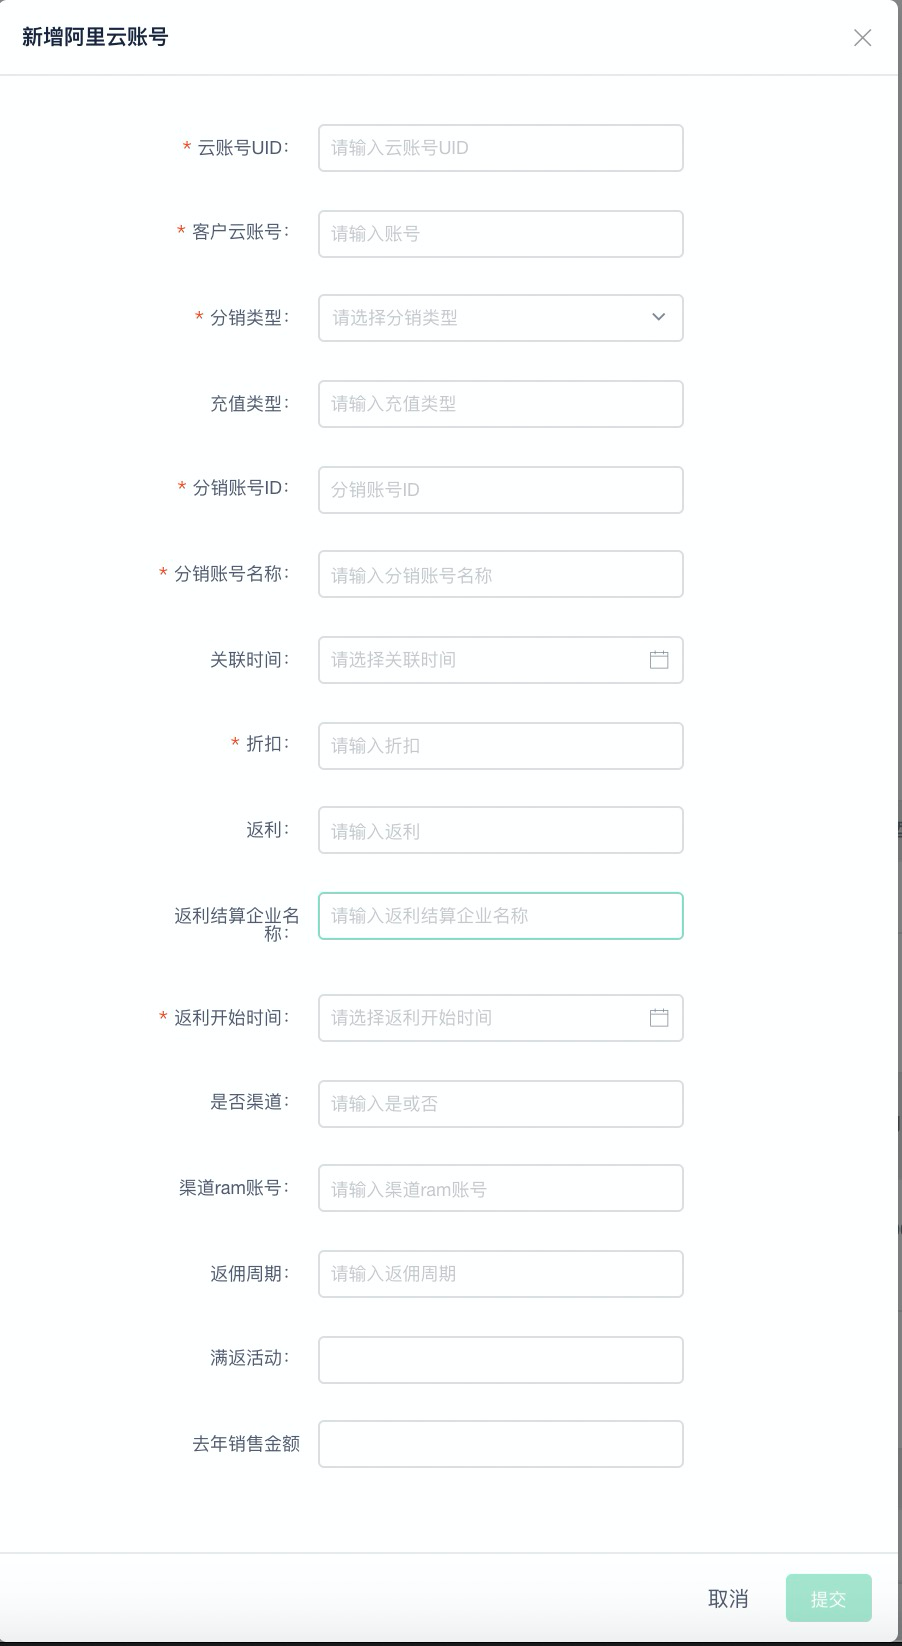 新增阿里云账号
* 云账号UID： 请输入云账号UID
* 客户云账号： 请输入账号
* 分销类型： 请选择分销类型
充值类型： 请输入充值类型
* 分销账号ID： 分销账号ID
* 分销账号名称： 请输入分销账号名称
关联时间： 请选择关联时间
* 折扣： 请输入折扣
返利： 请输入返利
返利结算企业名 请输入返利结算企业名称
称：
* 返利开始时间： 请选择返利开始时间
是否渠道： 请输入是或否
渠道ram账号： 请输入渠道ram账号
返佣周期： 请输入返佣周期
满返活动：
去年销售金额
取消 提交